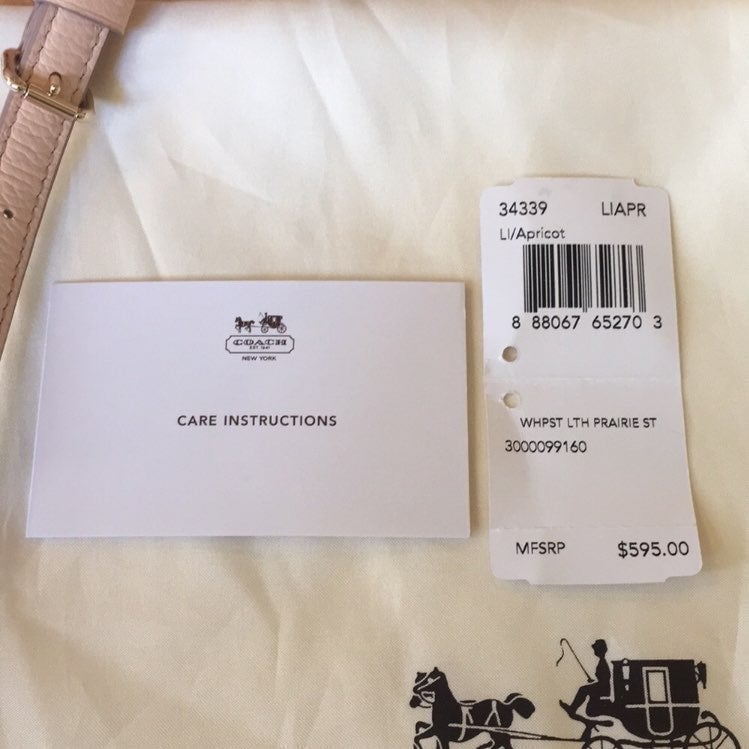 COACH
EST. 1941
NEW YORK
CARE INSTRUCTIONS
34339 LIAPR
LI/Apricot
8 88067 65270 3
WHPST LTH PRAIRIE ST
3000099160
MFSRP $595.00